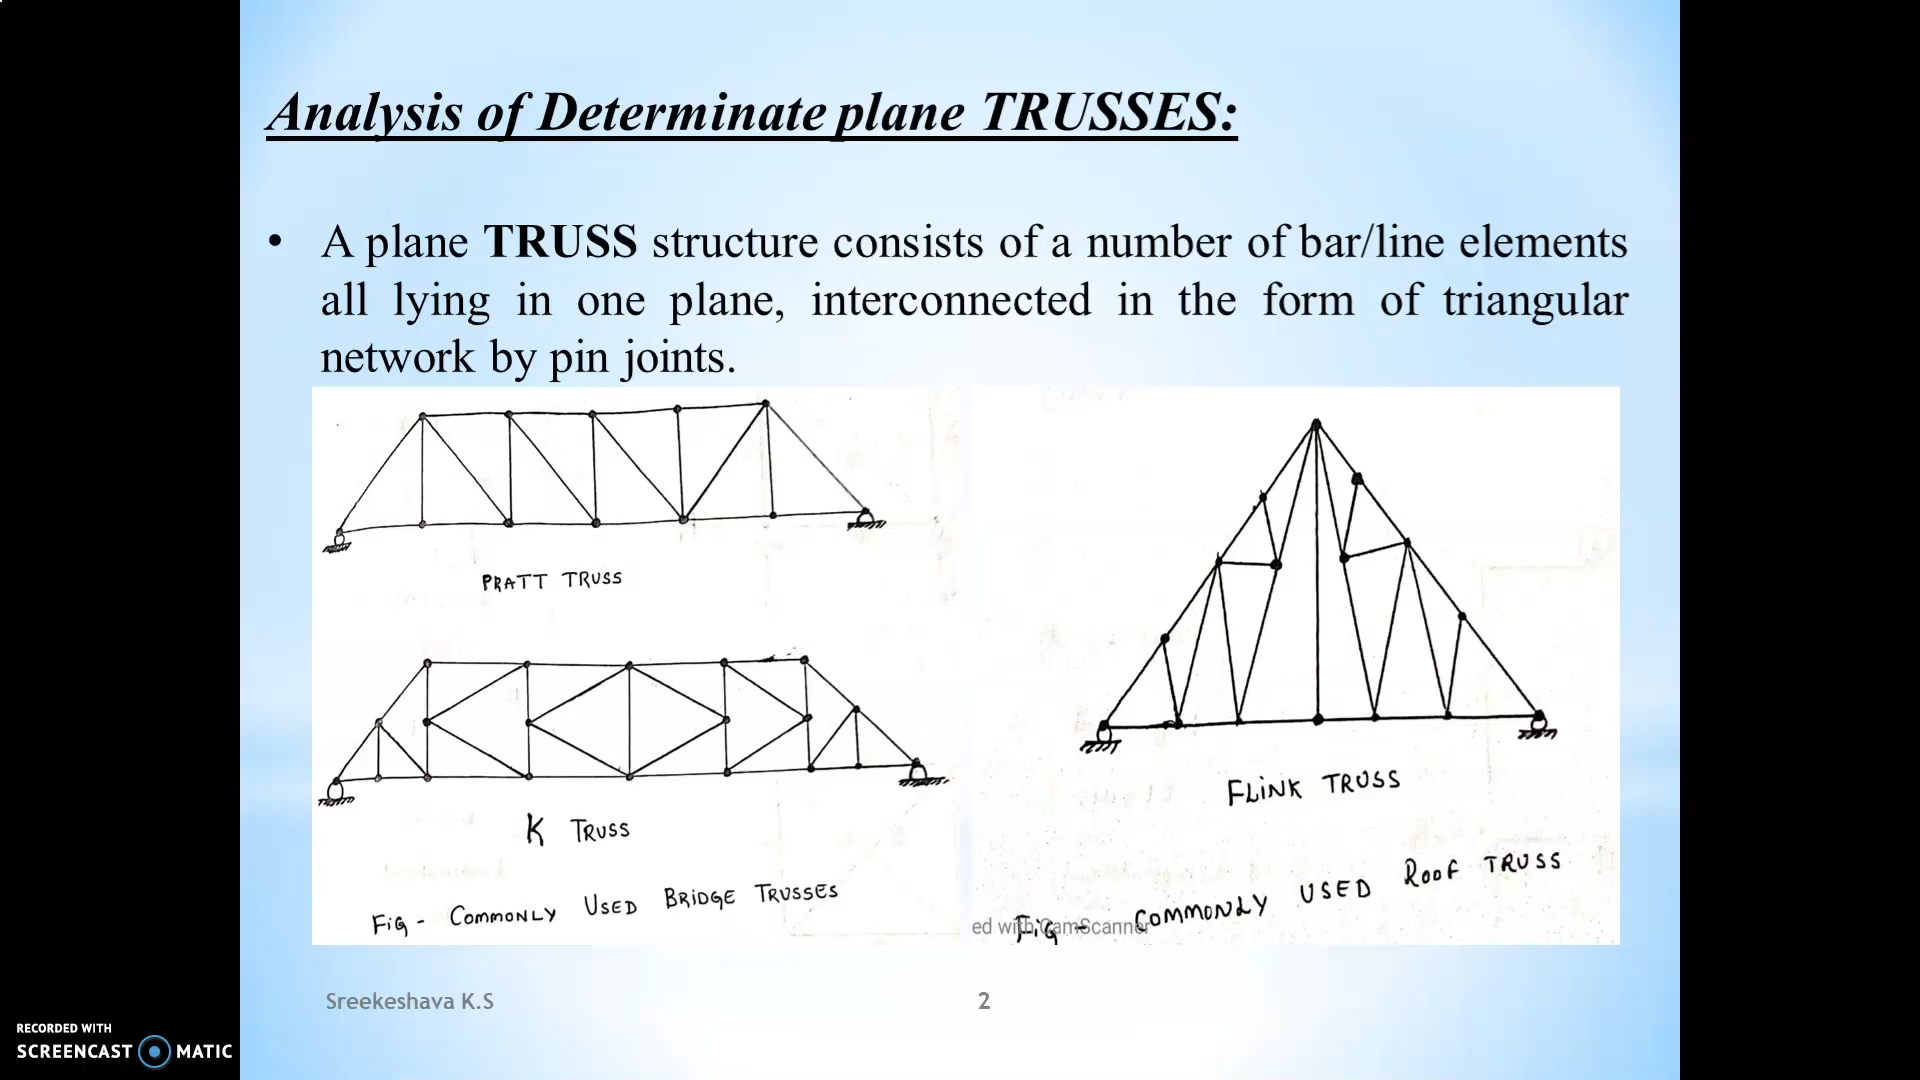 Analysis of Determinate plane TRUSSES:
• A plane TRUSS structure consists of a number of bar/line elements
all lying in one plane, interconnected in the form of triangular
network by pin joints.
PRATT TRUSS
K TRUSS
Fig - COMMONLY USED BRIDGE TRUSSES
FLINK TRUSS
Fig - COMMONLY USED ROOF TRUSS
ed with CamScanner
Sreekeshava K.S
2
RECORDED WITH
SCREENCAST MATIC